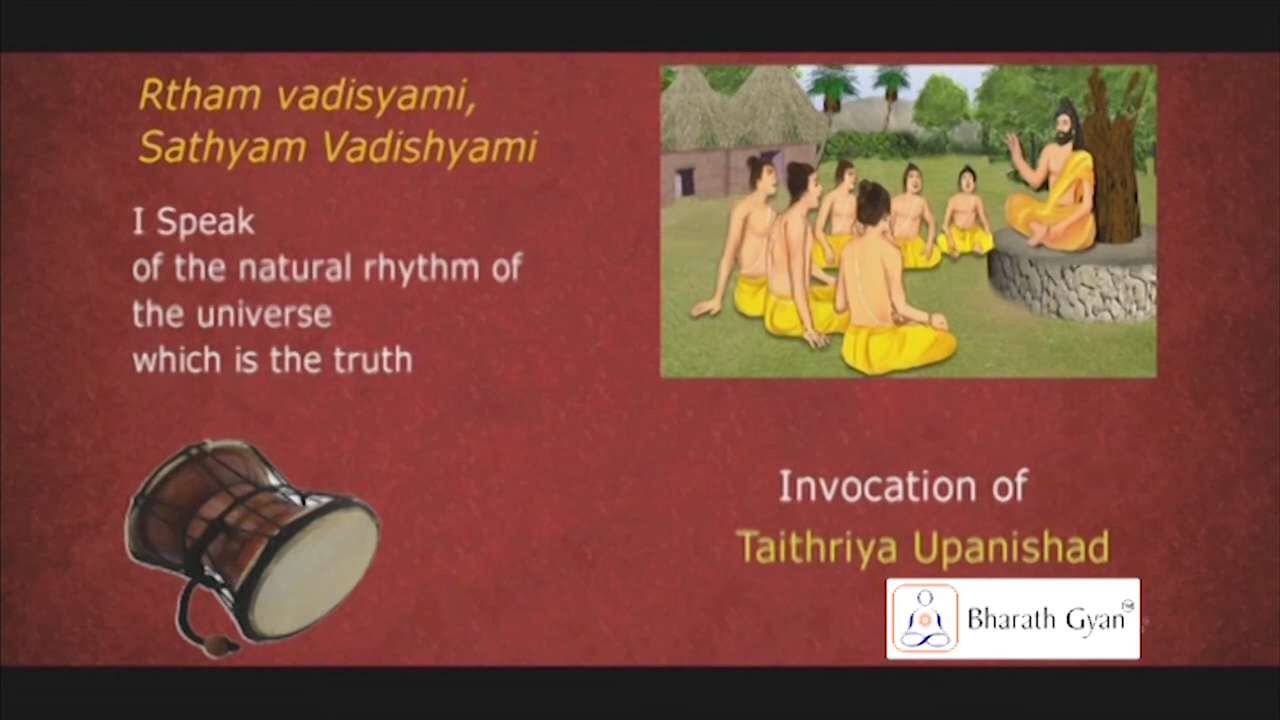 Rtham vadisyami,
Sathyam Vadishyami
I Speak
of the natural rhythm of
the universe
which is the truth
Invocation of
Taithriya Upanishad
Bharath Gyan